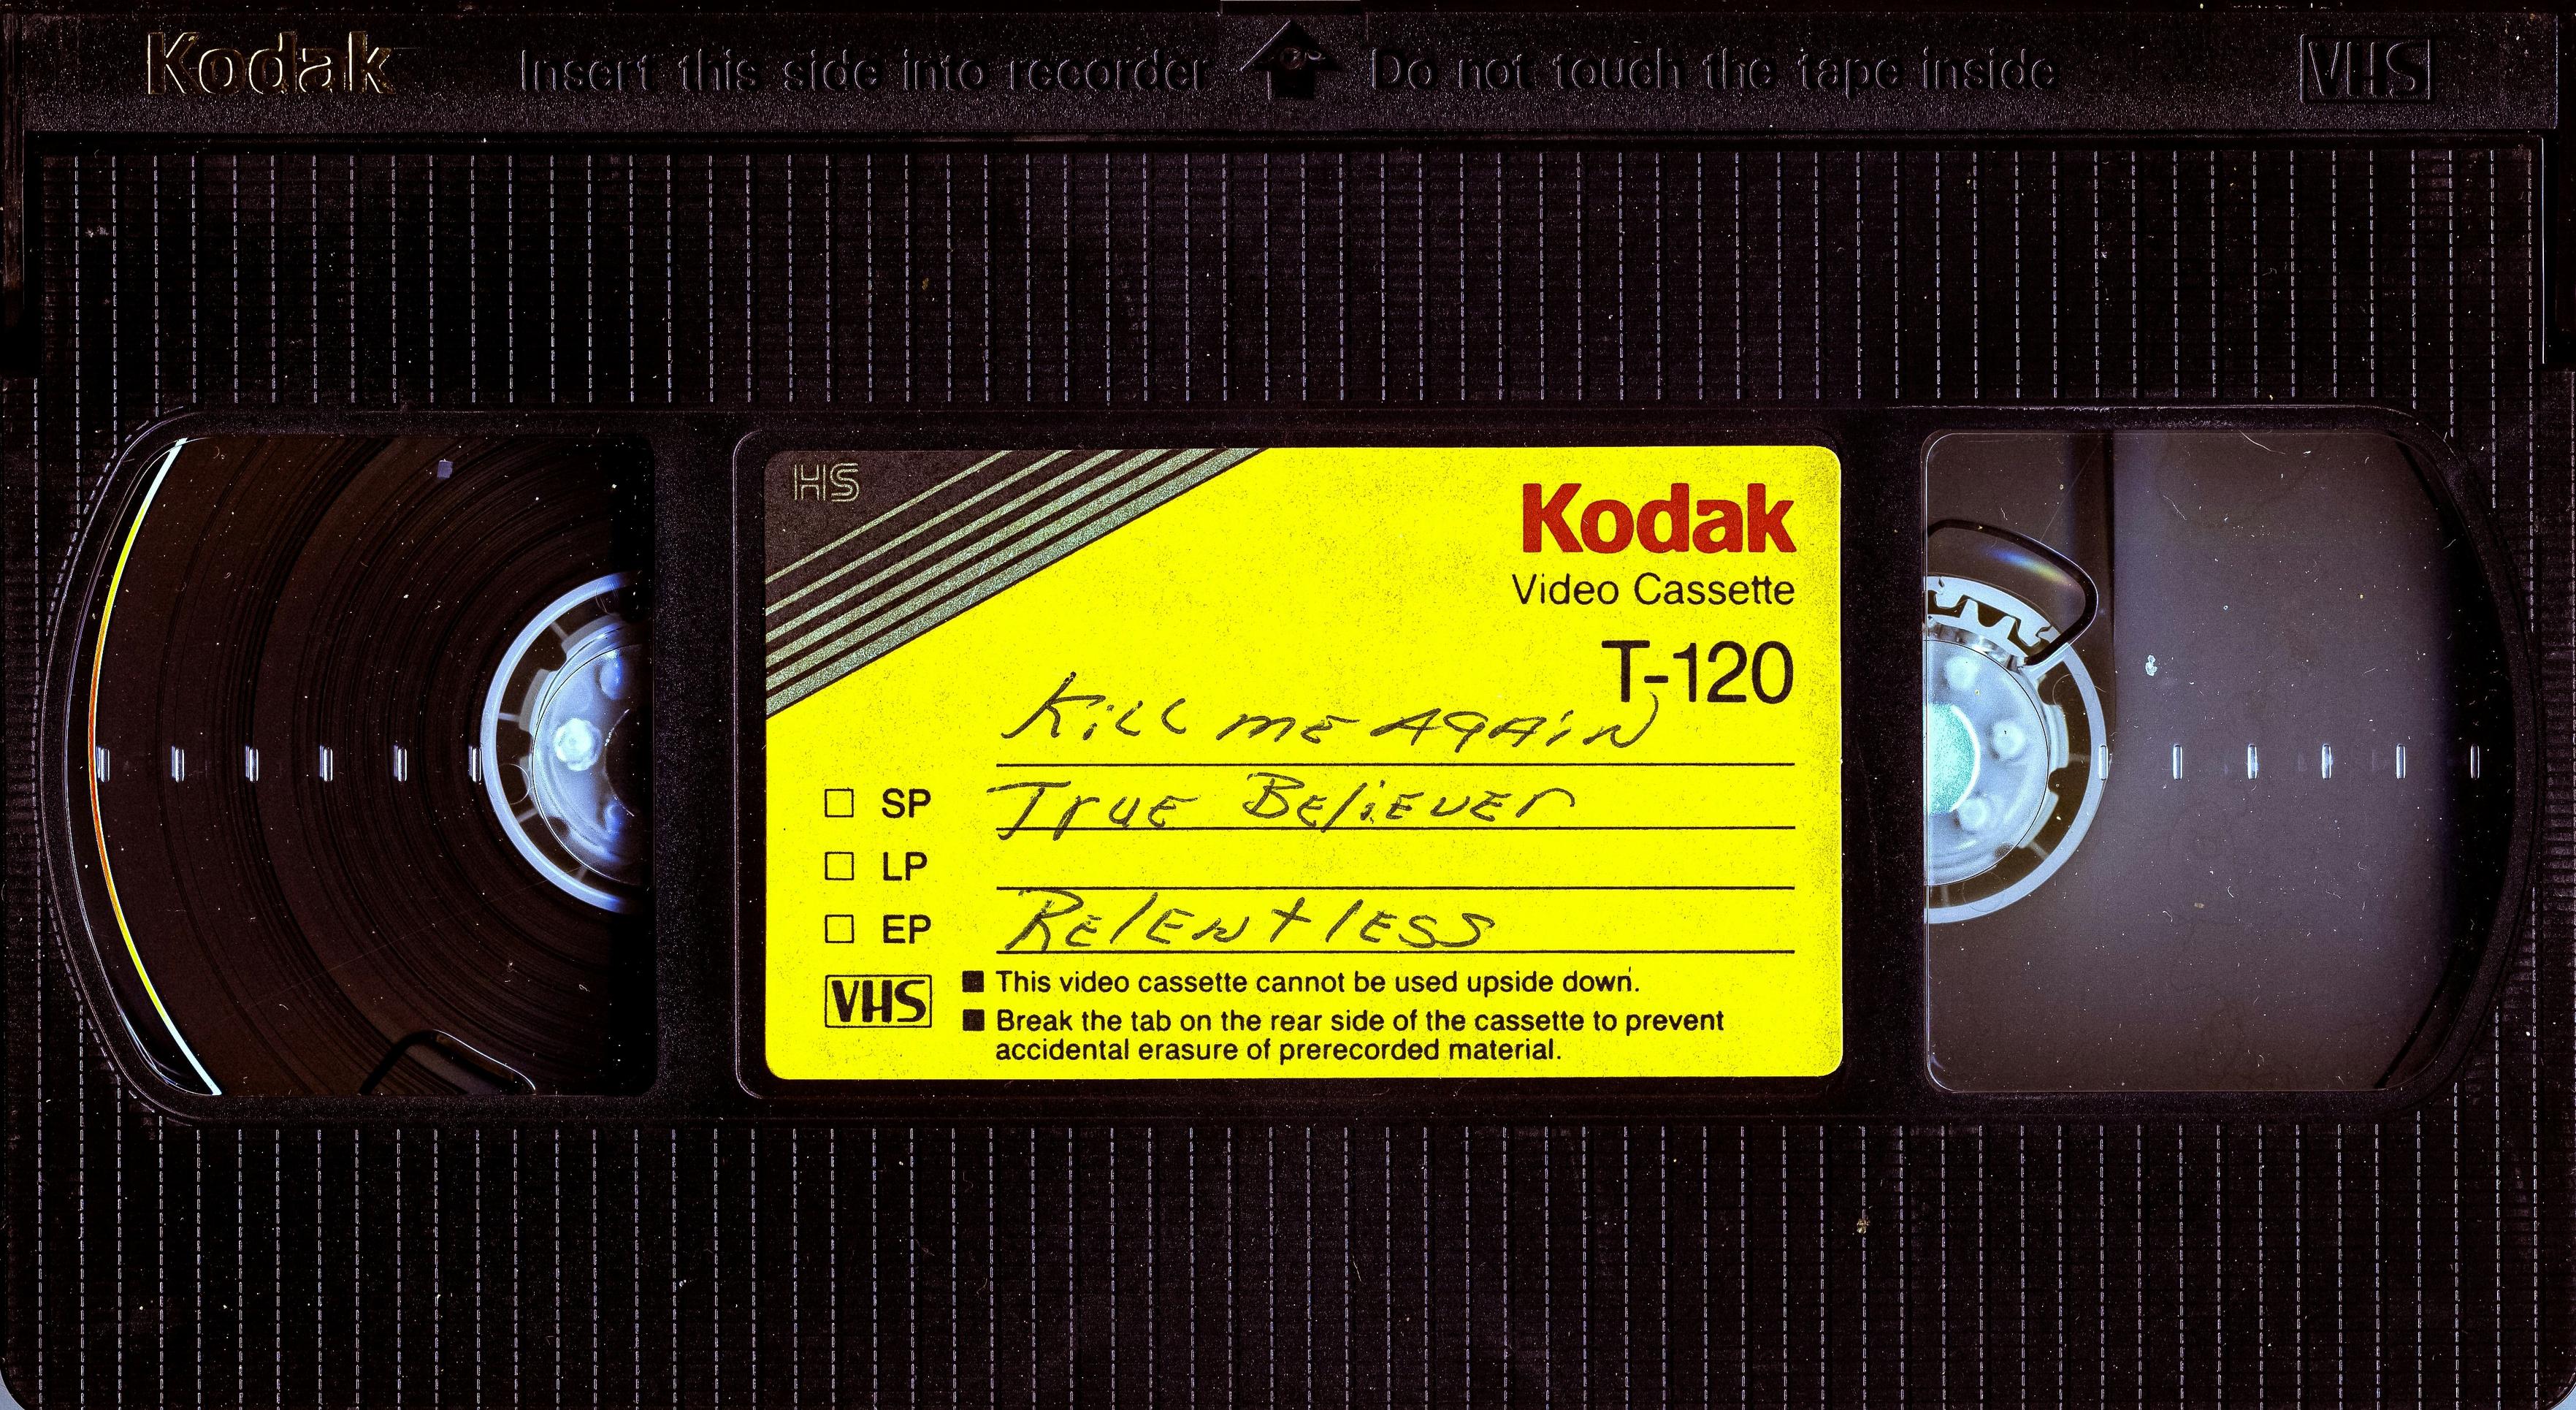 Kodak Insert this side into recorder Do not touch the tape inside VHS
HS
Kodak
Video Cassette
T-120
Kill me AgAiN
SP True Believer
LP
EP Relentless
VHS
■ This video cassette cannot be used upside down.
■ Break the tab on the rear side of the cassette to prevent
accidental erasure of prerecorded material.